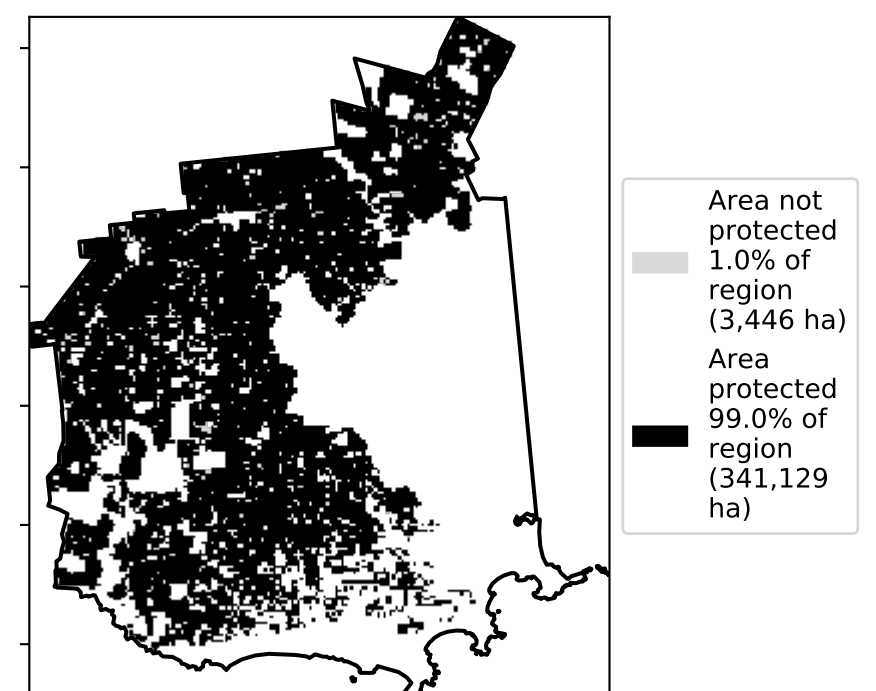 Area not
protected
1.0% of
region
(3,446 ha)
Area
protected
99.0% of
region
(341,129
ha)